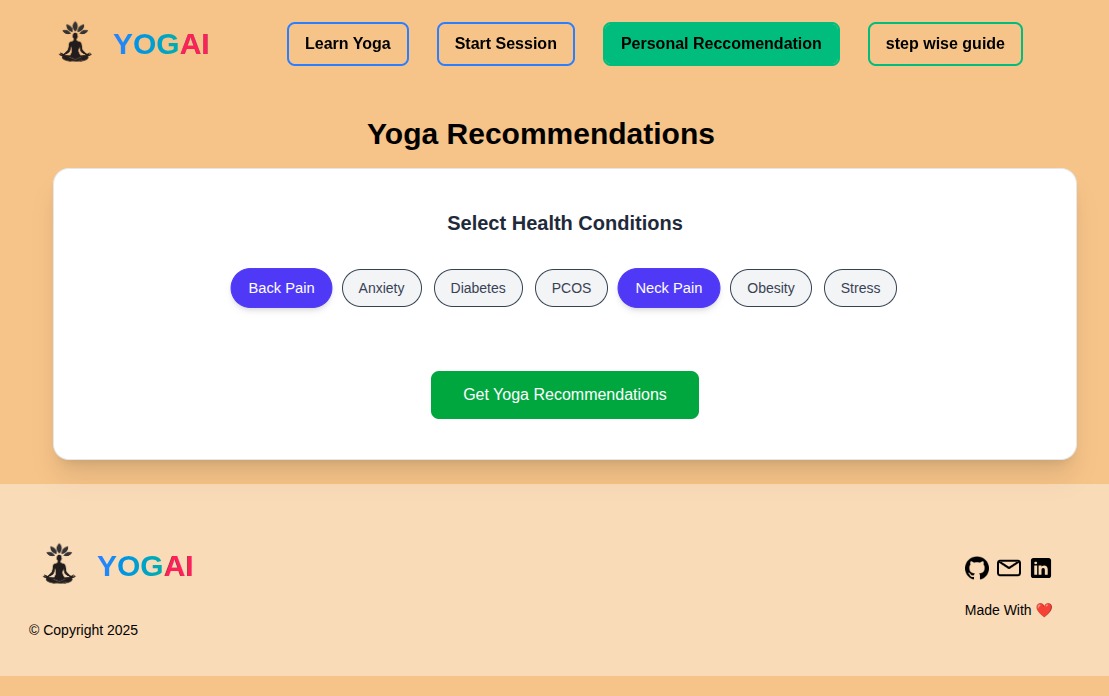 YOGAI
Learn Yoga
Start Session
Personal Reccomendation
step wise guide
Yoga Recommendations
Select Health Conditions
Back Pain
Anxiety
Diabetes
PCOS
Neck Pain
Obesity
Stress
Get Yoga Recommendations
YOGAI
Made With ❤️
© Copyright 2025